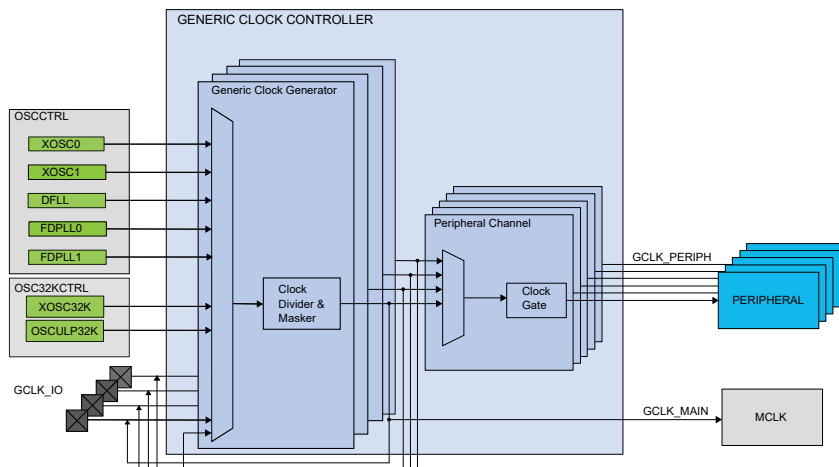 GENERIC CLOCK CONTROLLER
Generic Clock Generator
OSCCTRL
XOSC0
XOSC1
DFLL
FDPLL0
FDPLL1
OSC32KCTRL
XOSC32K
OSCULP32K
GCLK_IO
Clock
Divider &
Masker
Peripheral Channel
Clock
Gate
GCLK_PERIPH
PERIPHERAL
GCLK_MAIN
MCLK